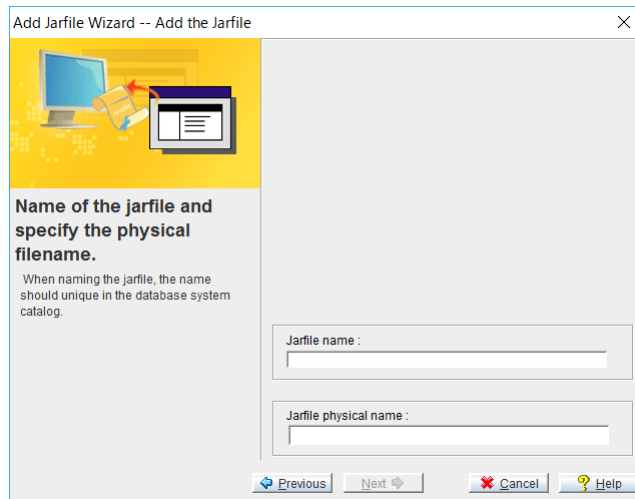 Add Jarfile Wizard -- Add the Jarfile
Name of the jarfile and
specify the physical
filename.
When naming the jarfile, the name
should unique in the database system
catalog.
Jarfile name :
Jarfile physical name :
Previous
Next
Cancel
Help